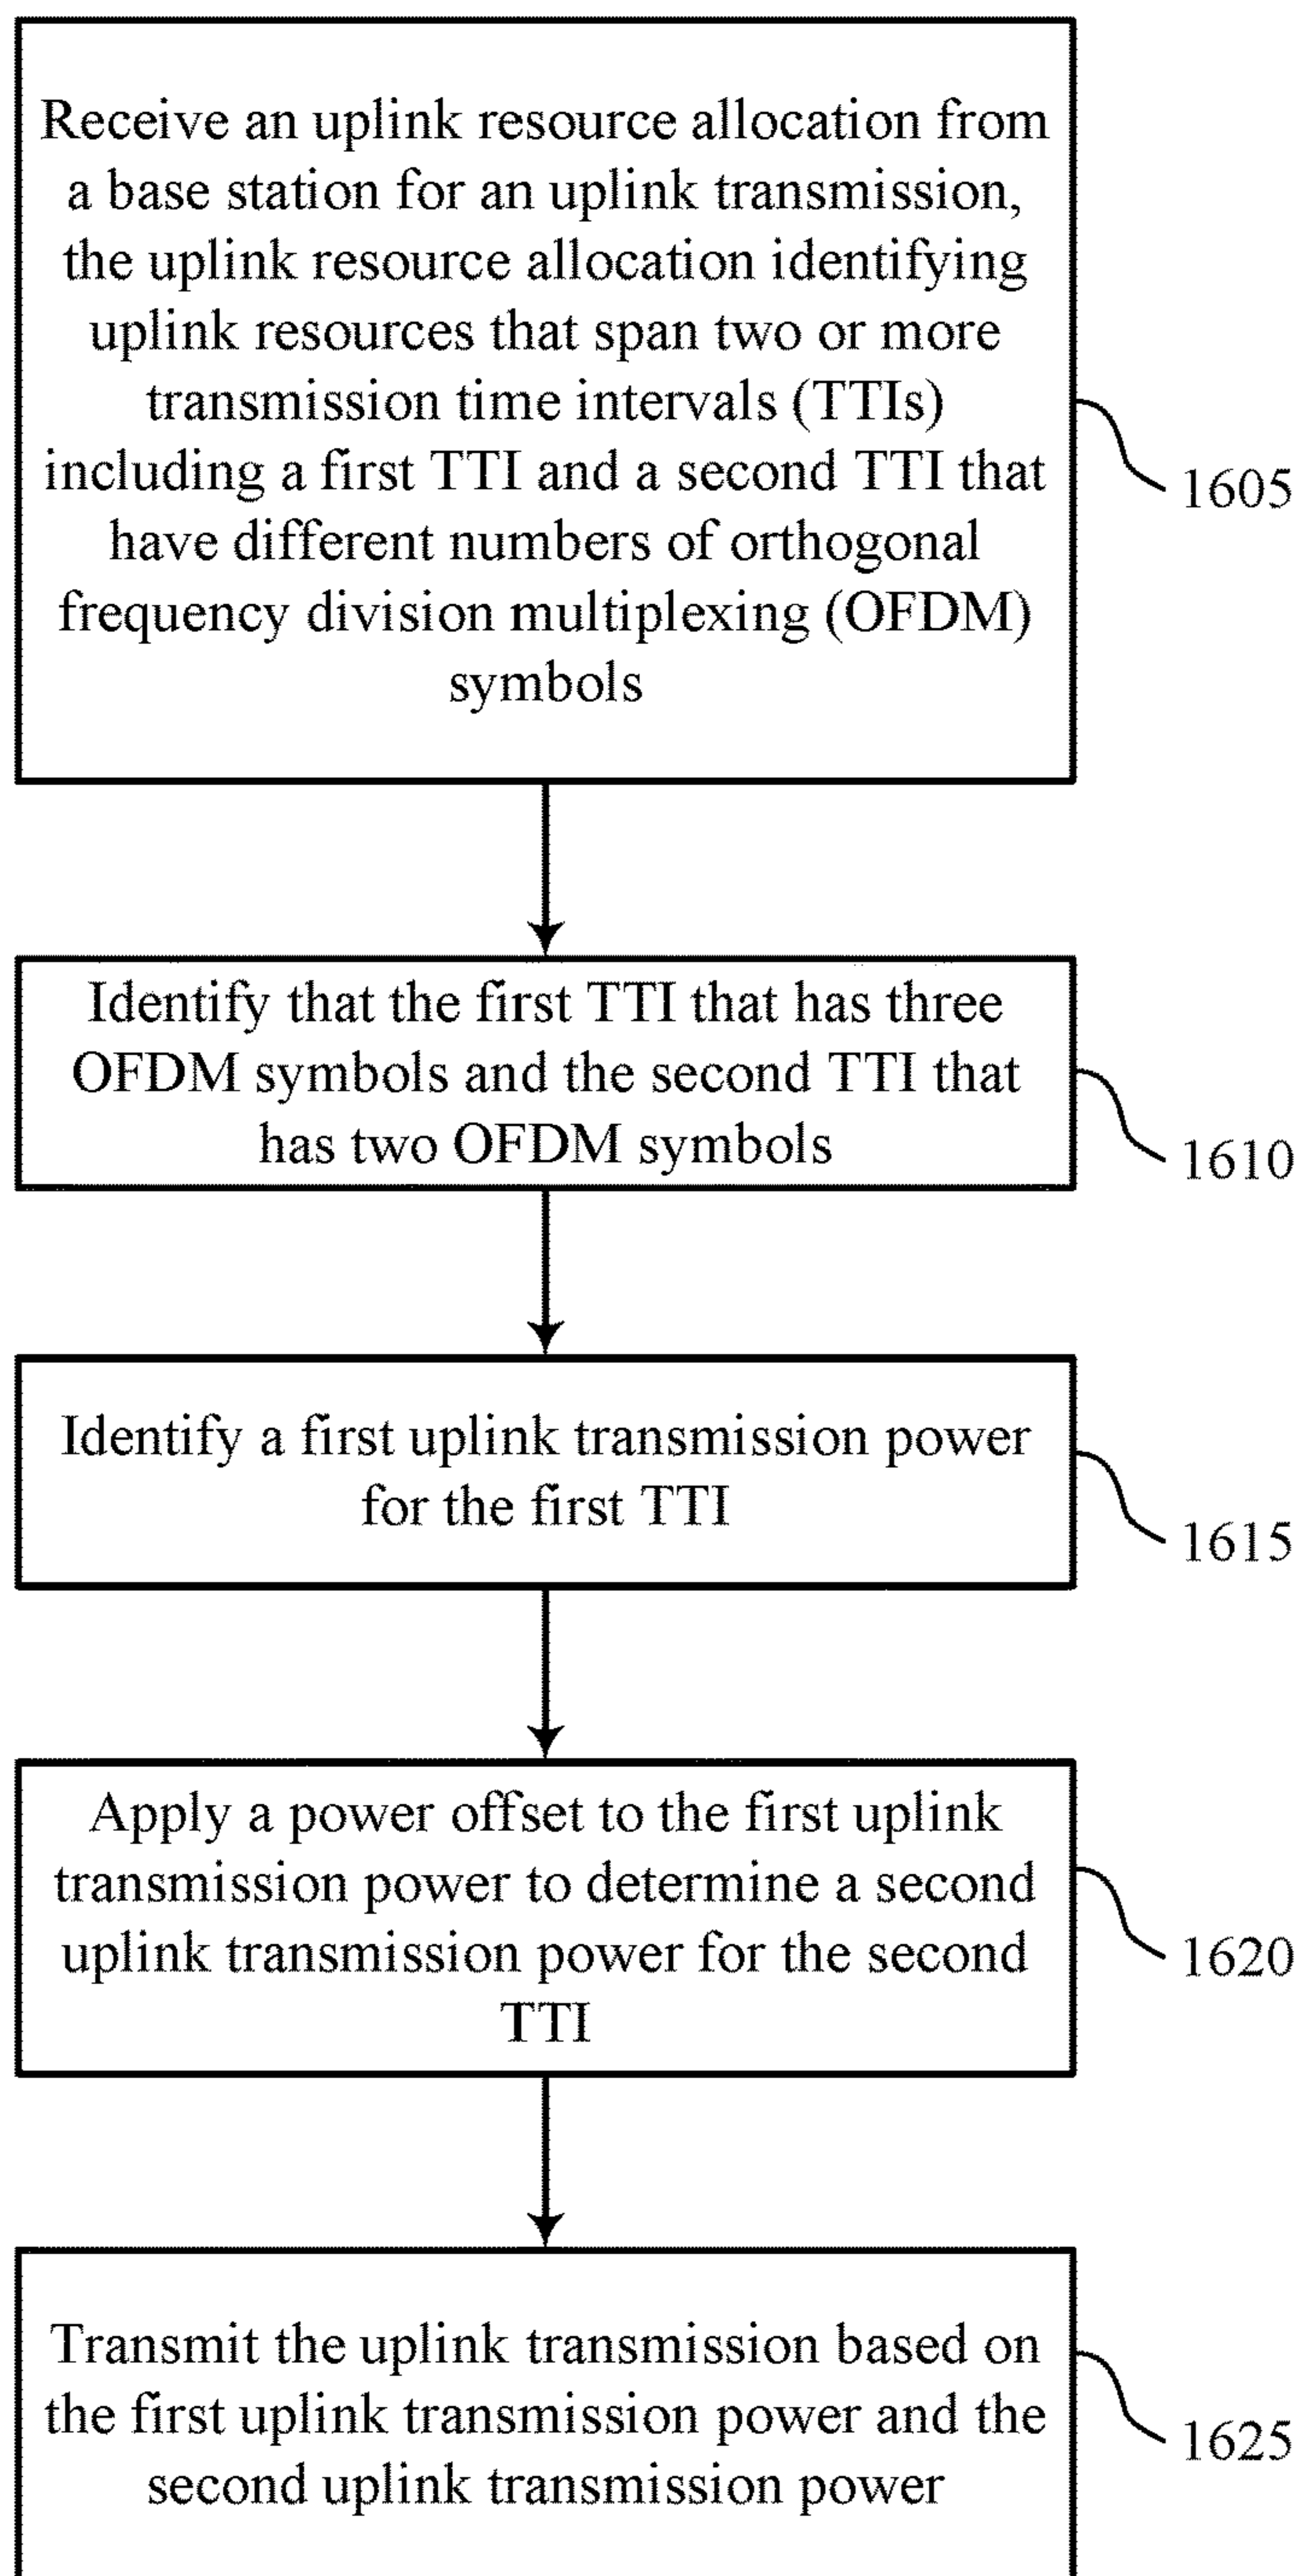 Receive an uplink resource allocation from
a base station for an uplink transmission,
the uplink resource allocation identifying
uplink resources that span two or more
transmission time intervals (TTIs)
including a first TTI and a second TTI that
have different numbers of orthogonal
frequency division multiplexing (OFDM)
symbols
1605
Identify that the first TTI that has three
OFDM symbols and the second TTI that
has two OFDM symbols
1610
Identify a first uplink transmission power
for the first TTI
1615
Apply a power offset to the first uplink
transmission power to determine a second
uplink transmission power for the second
TTI
1620
Transmit the uplink transmission based on
the first uplink transmission power and the
second uplink transmission power
1625